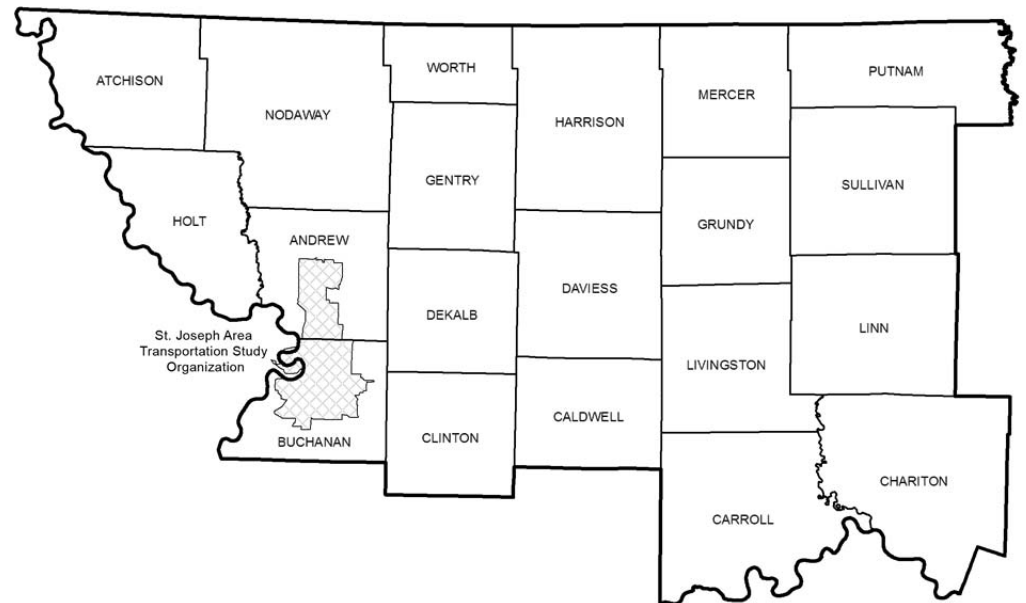 ATCHISON
NODAWAY
WORTH
HARRISON
MERCER
PUTNAM
GENTRY
SULLIVAN
HOLT
ANDREW
GRUNDY
DEKALB
DAVIESS
LINN
St. Joseph Area
Transportation Study
Organization
LIVINGSTON
BUCHANAN
CLINTON
CALDWELL
CHARITON
CARROLL